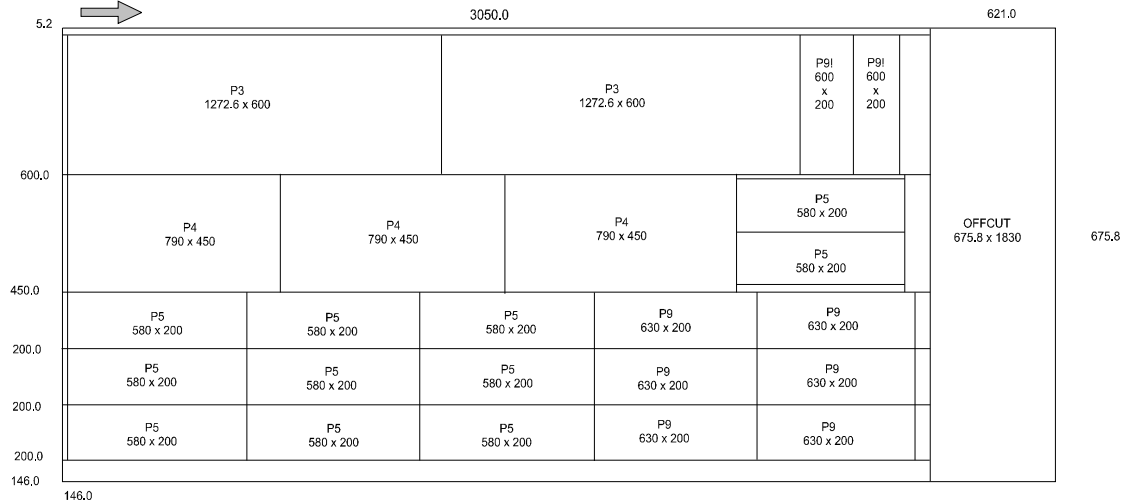 3050.0
621.0
5.2
P3
1272.6 x 600
P3
1272.6 x 600
P9!
600
x
200
P9!
600
x
200
600.0
P4
790 x 450
P4
790 x 450
P4
790 x 450
P5
580 x 200
P5
580 x 200
OFFCUT
675.8 x 1830
675.8
450.0
P5
580 x 200
P5
580 x 200
P5
580 x 200
P9
630 x 200
P9
630 x 200
200.0
P5
580 x 200
P5
580 x 200
P5
580 x 200
P9
630 x 200
P9
630 x 200
200.0
P5
580 x 200
P5
580 x 200
P5
580 x 200
P9
630 x 200
P9
630 x 200
200.0
146.0
146.0